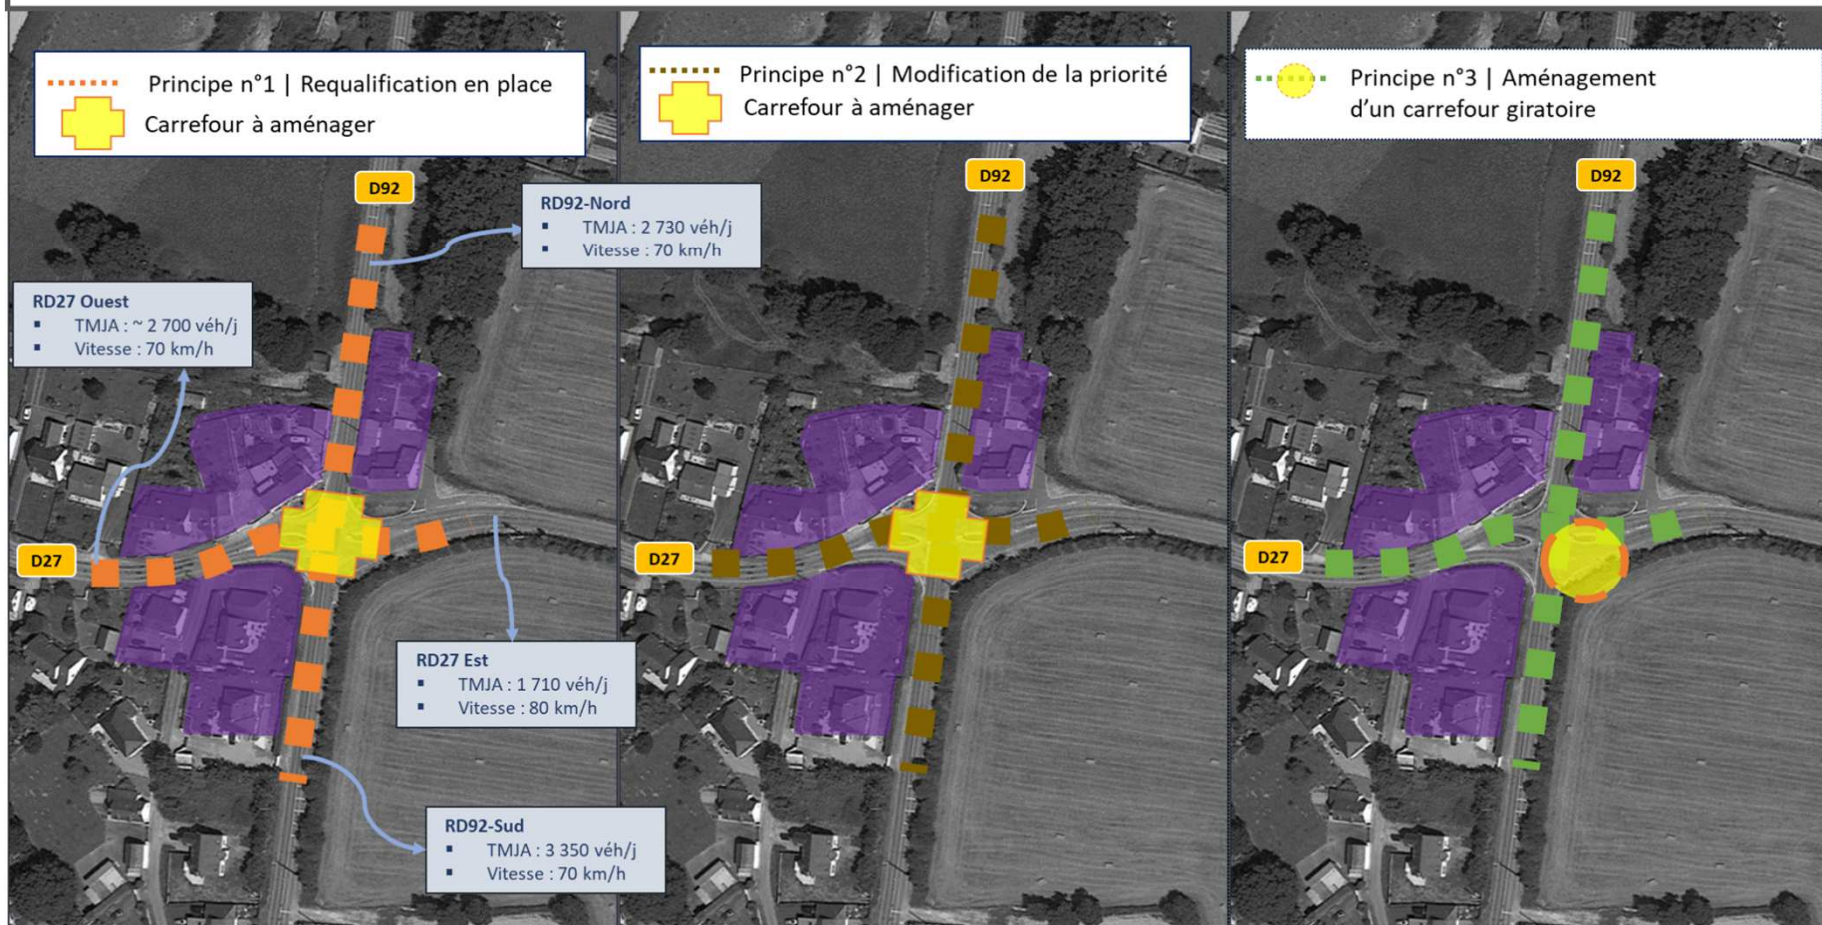 Principe n°1 | Requalification en place
Carrefour à aménager
Principe n°2 | Modification de la priorité
Carrefour à aménager
Principe n°3 | Aménagement
d'un carrefour giratoire
D92
D92
D92
RD92-Nord
▪ TMJA : 2 730 véh/j
▪ Vitesse : 70 km/h
RD27 Ouest
▪ TMJA : ~ 2 700 véh/j
▪ Vitesse : 70 km/h
D27
D27
D27
RD27 Est
▪ TMJA : 1 710 véh/j
▪ Vitesse : 80 km/h
RD92-Sud
▪ TMJA : 3 350 véh/j
▪ Vitesse : 70 km/h